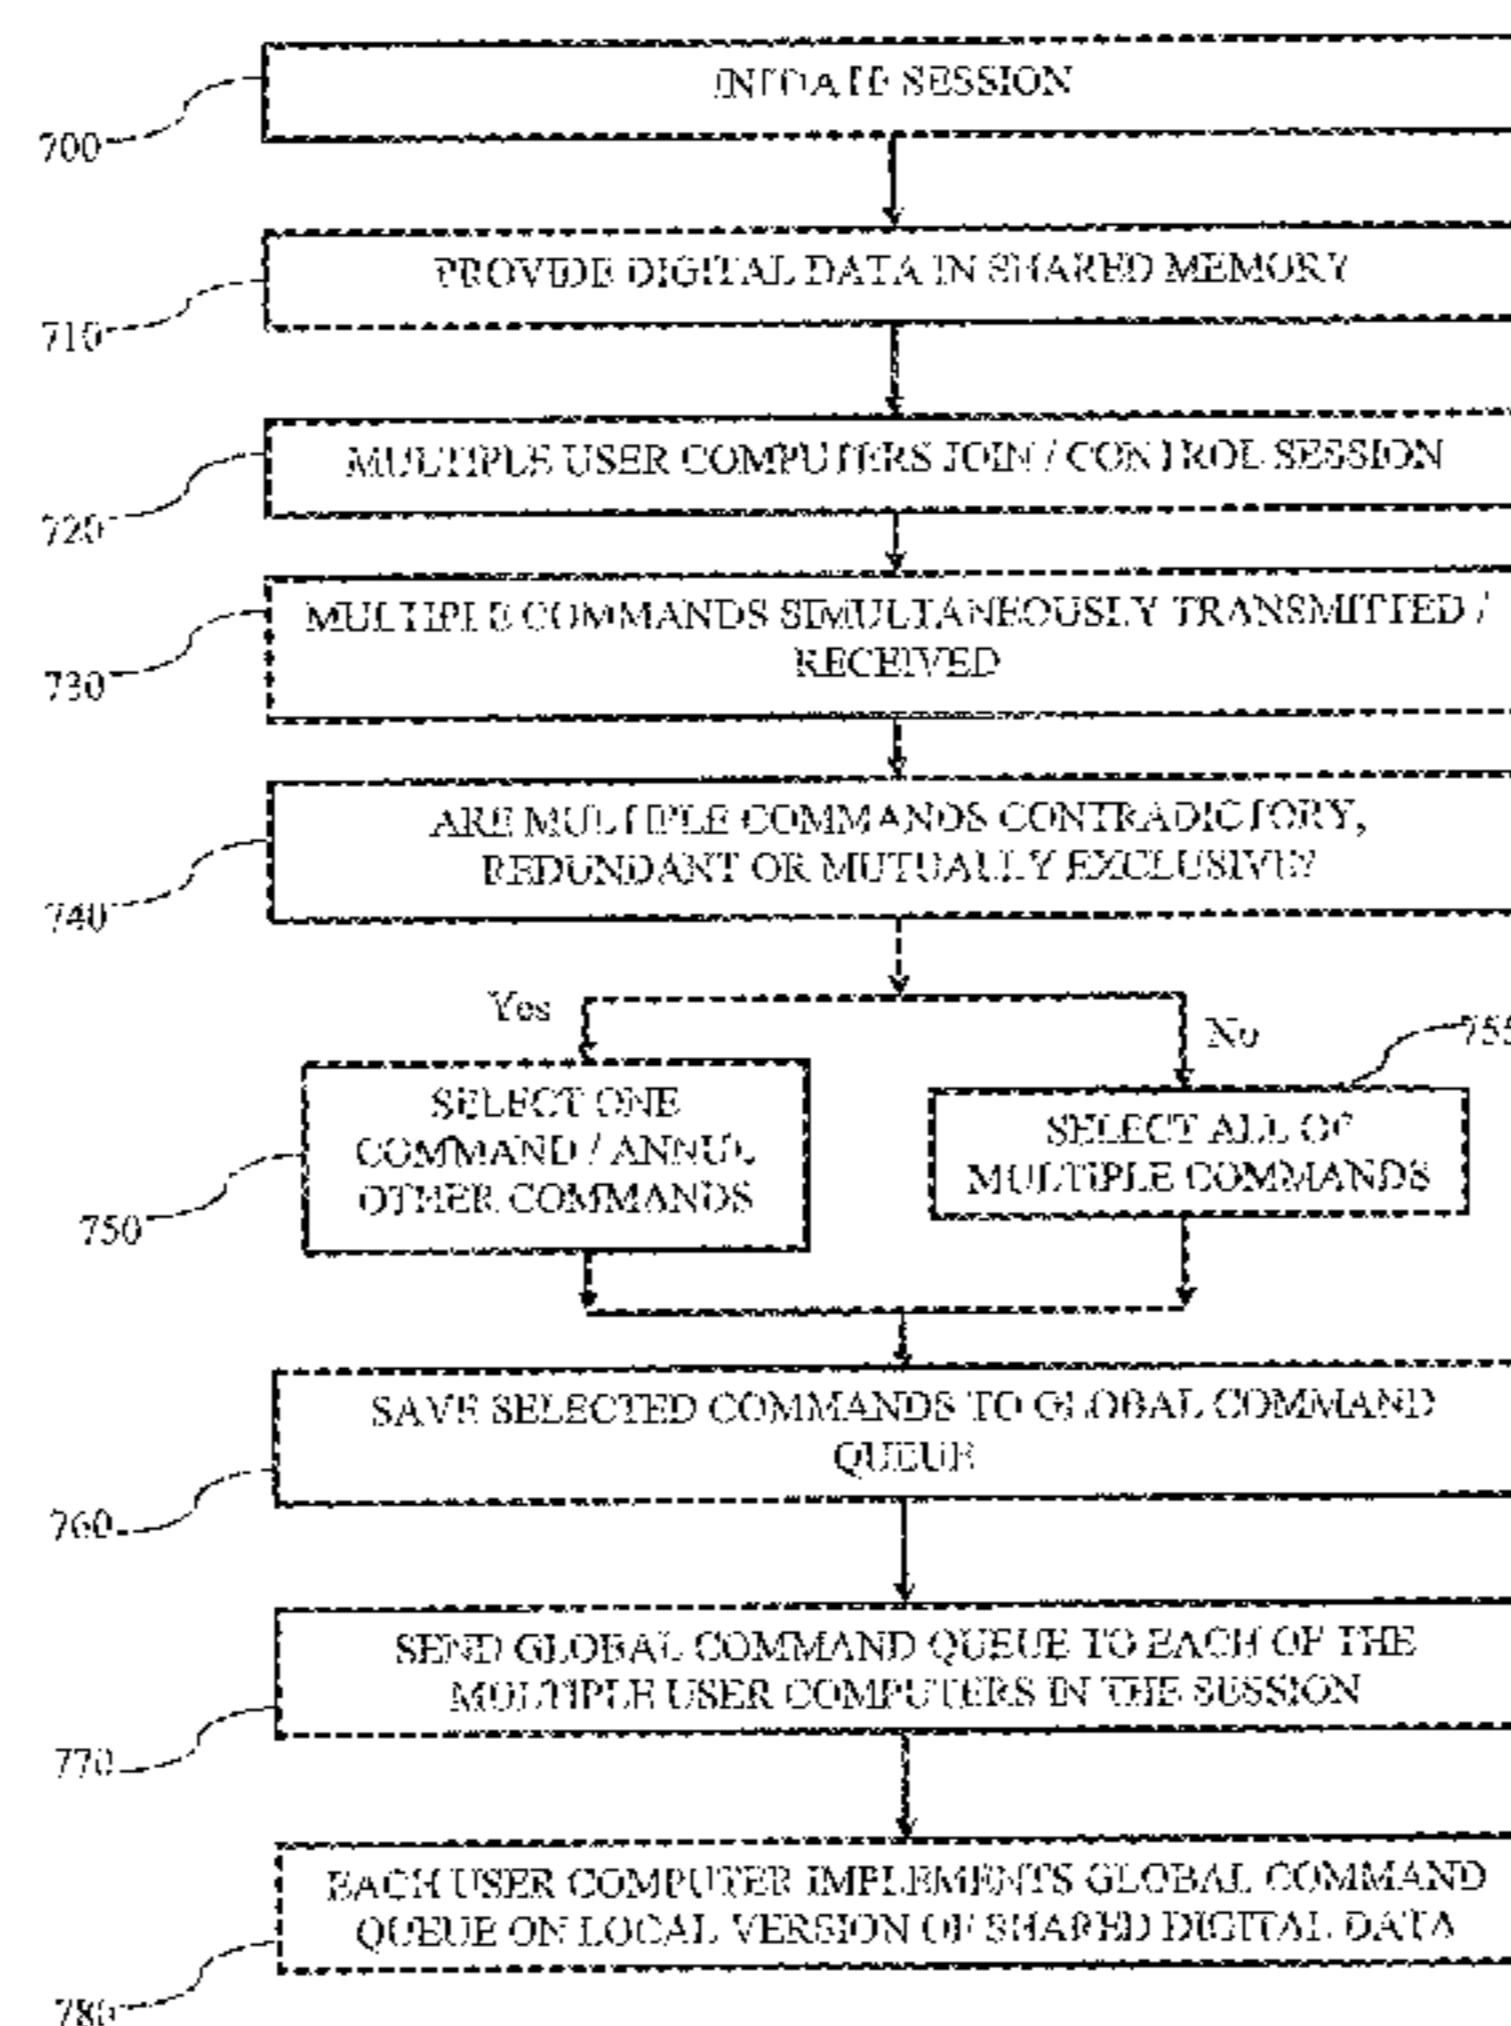 INITIATE SESSION
700
PROVIDE DIGITAL DATA IN SHARED MEMORY
710
MULTIPLE USER COMPUTERS JOIN / CONTROL SESSION
720
MULTIPLE COMMANDS SIMULTANEOUSLY TRANSMITTED /
RECEIVED
730
ARE MULTIPLE COMMANDS CONTRADICTORY,
REDUNDANT OR MUTUALLY EXCLUSIVE?
740
Yes
No
755
SELECT ONE
COMMAND / ANNUL
OTHER COMMANDS
750
SELECT ALL OF
MULTIPLE COMMANDS
SAVE SELECTED COMMANDS TO GLOBAL COMMAND
QUEUE
760
SEND GLOBAL COMMAND QUEUE TO EACH OF THE
MULTIPLE USER COMPUTERS IN THE SESSION
770
EACH USER COMPUTER IMPLEMENTS GLOBAL COMMAND
QUEUE ON LOCAL VERSION OF SHARED DIGITAL DATA
780